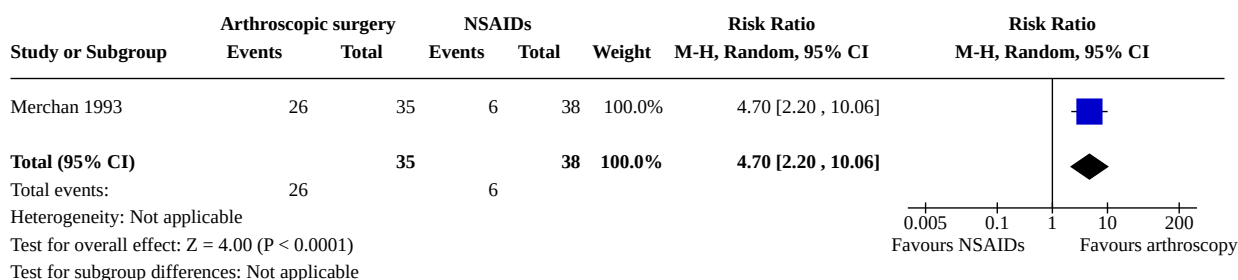 Arthroscopic surgery NSAIDs Risk Ratio Risk Ratio
Study or Subgroup Events Total Events Total Weight M-H, Random, 95% CI M-H, Random, 95% CI
Merchan 1993 26 35 6 38 100.0% 4.70 [2.20 , 10.06]
Total (95% CI) 35 38 100.0% 4.70 [2.20 , 10.06]
Total events: 26 6
Heterogeneity: Not applicable
0.005 0.1 1 10 200
Test for overall effect: Z = 4.00 (P < 0.0001) Favours NSAIDs Favours arthroscopy
Test for subgroup differences: Not applicable